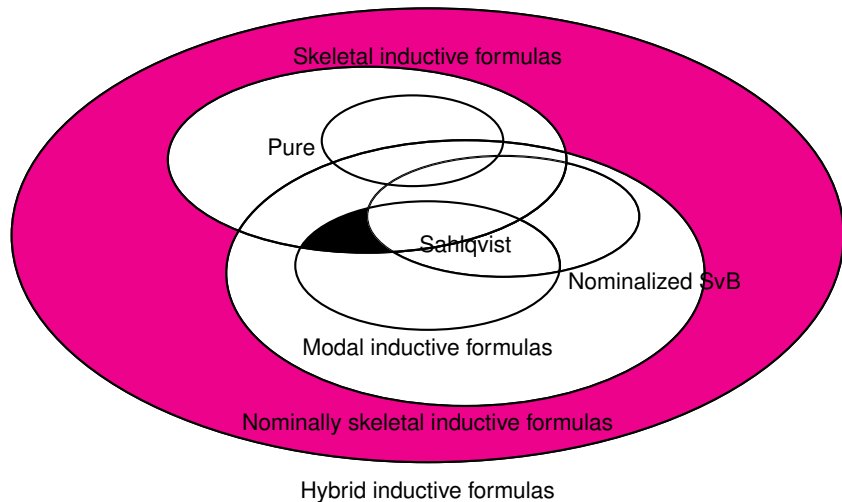 Skeletal inductive formulas
Pure
Sahlqvist
Nominalized SvB
Modal inductive formulas
Nominally skeletal inductive formulas
Hybrid inductive formulas